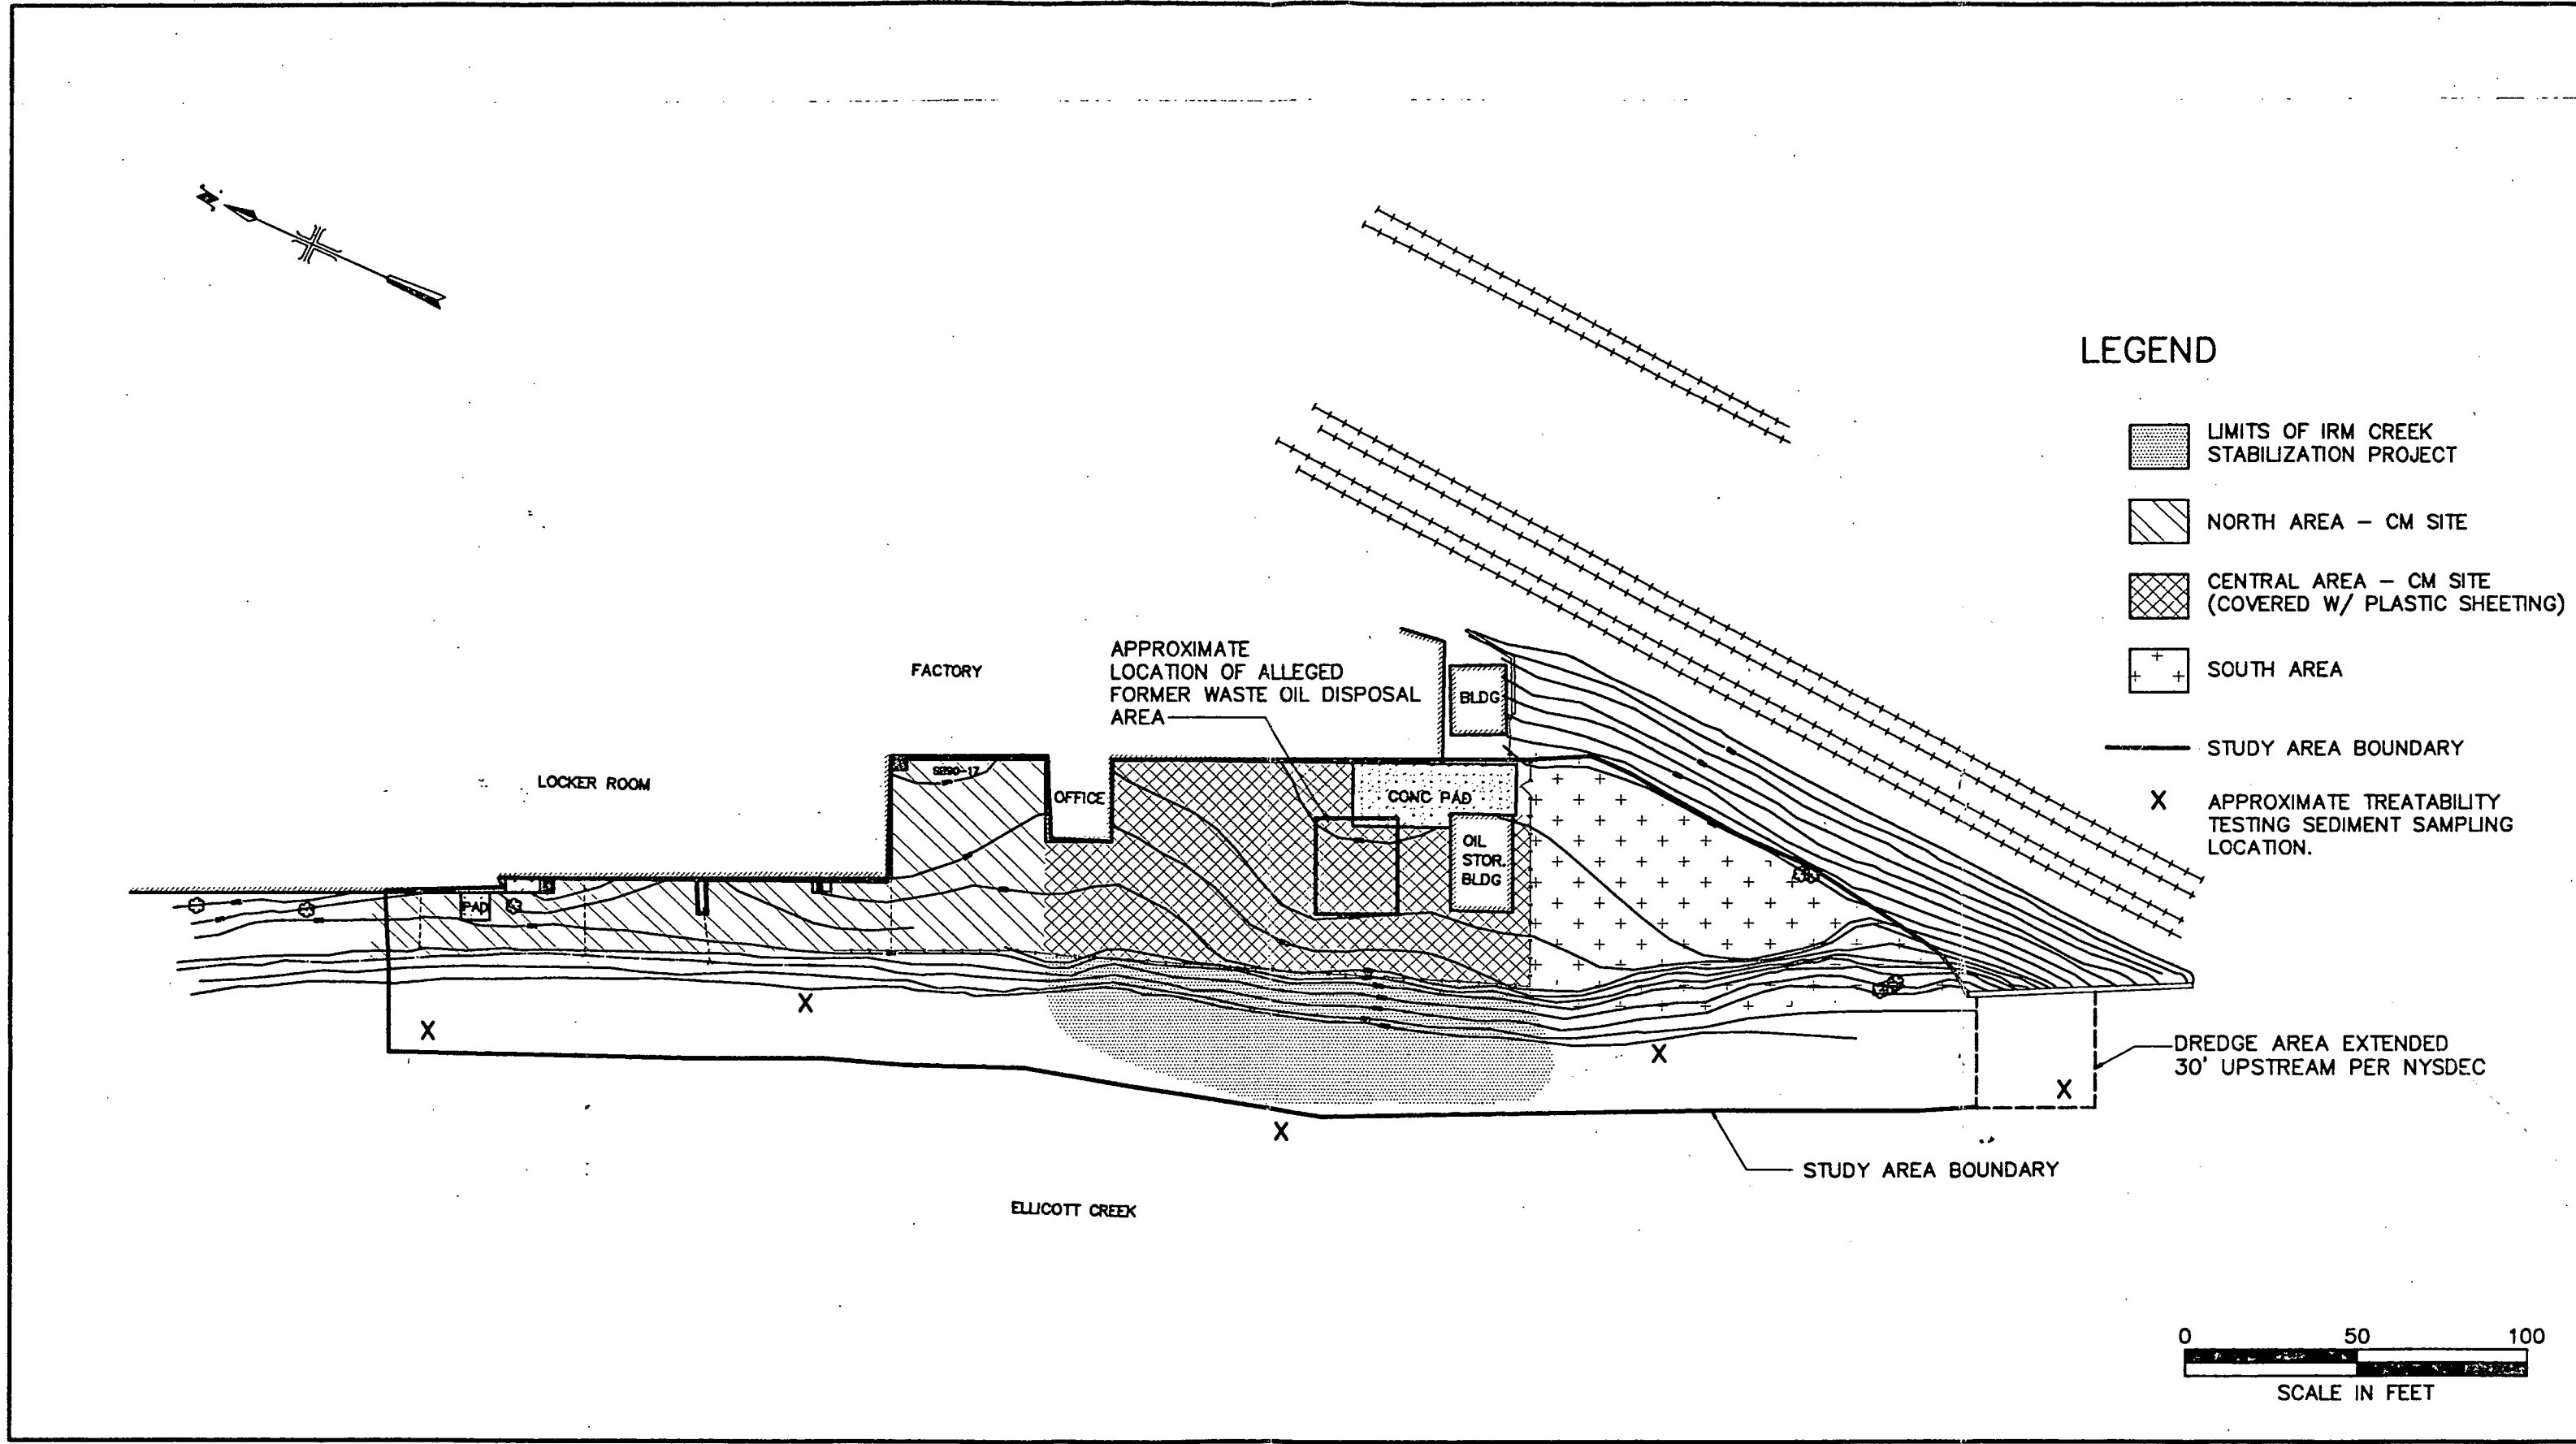 N
LEGEND
LIMITS OF IRM CREEK
STABILIZATION PROJECT
NORTH AREA – CM SITE
CENTRAL AREA – CM SITE
(COVERED W/ PLASTIC SHEETING)
SOUTH AREA
STUDY AREA BOUNDARY
X
APPROXIMATE TREATABILITY
TESTING SEDIMENT SAMPLING
LOCATION.
FACTORY
APPROXIMATE
LOCATION OF ALLEGED
FORMER WASTE OIL DISPOSAL
AREA
BLDG
LOCKER ROOM
SB90-17
OFFICE
CONC PAD
OIL
STOR.
BLDG
PAD
X
X
X
X
X
DREDGE AREA EXTENDED
30' UPSTREAM PER NYSDEC
STUDY AREA BOUNDARY
ELLICOTT CREEK
0 50 100
SCALE IN FEET